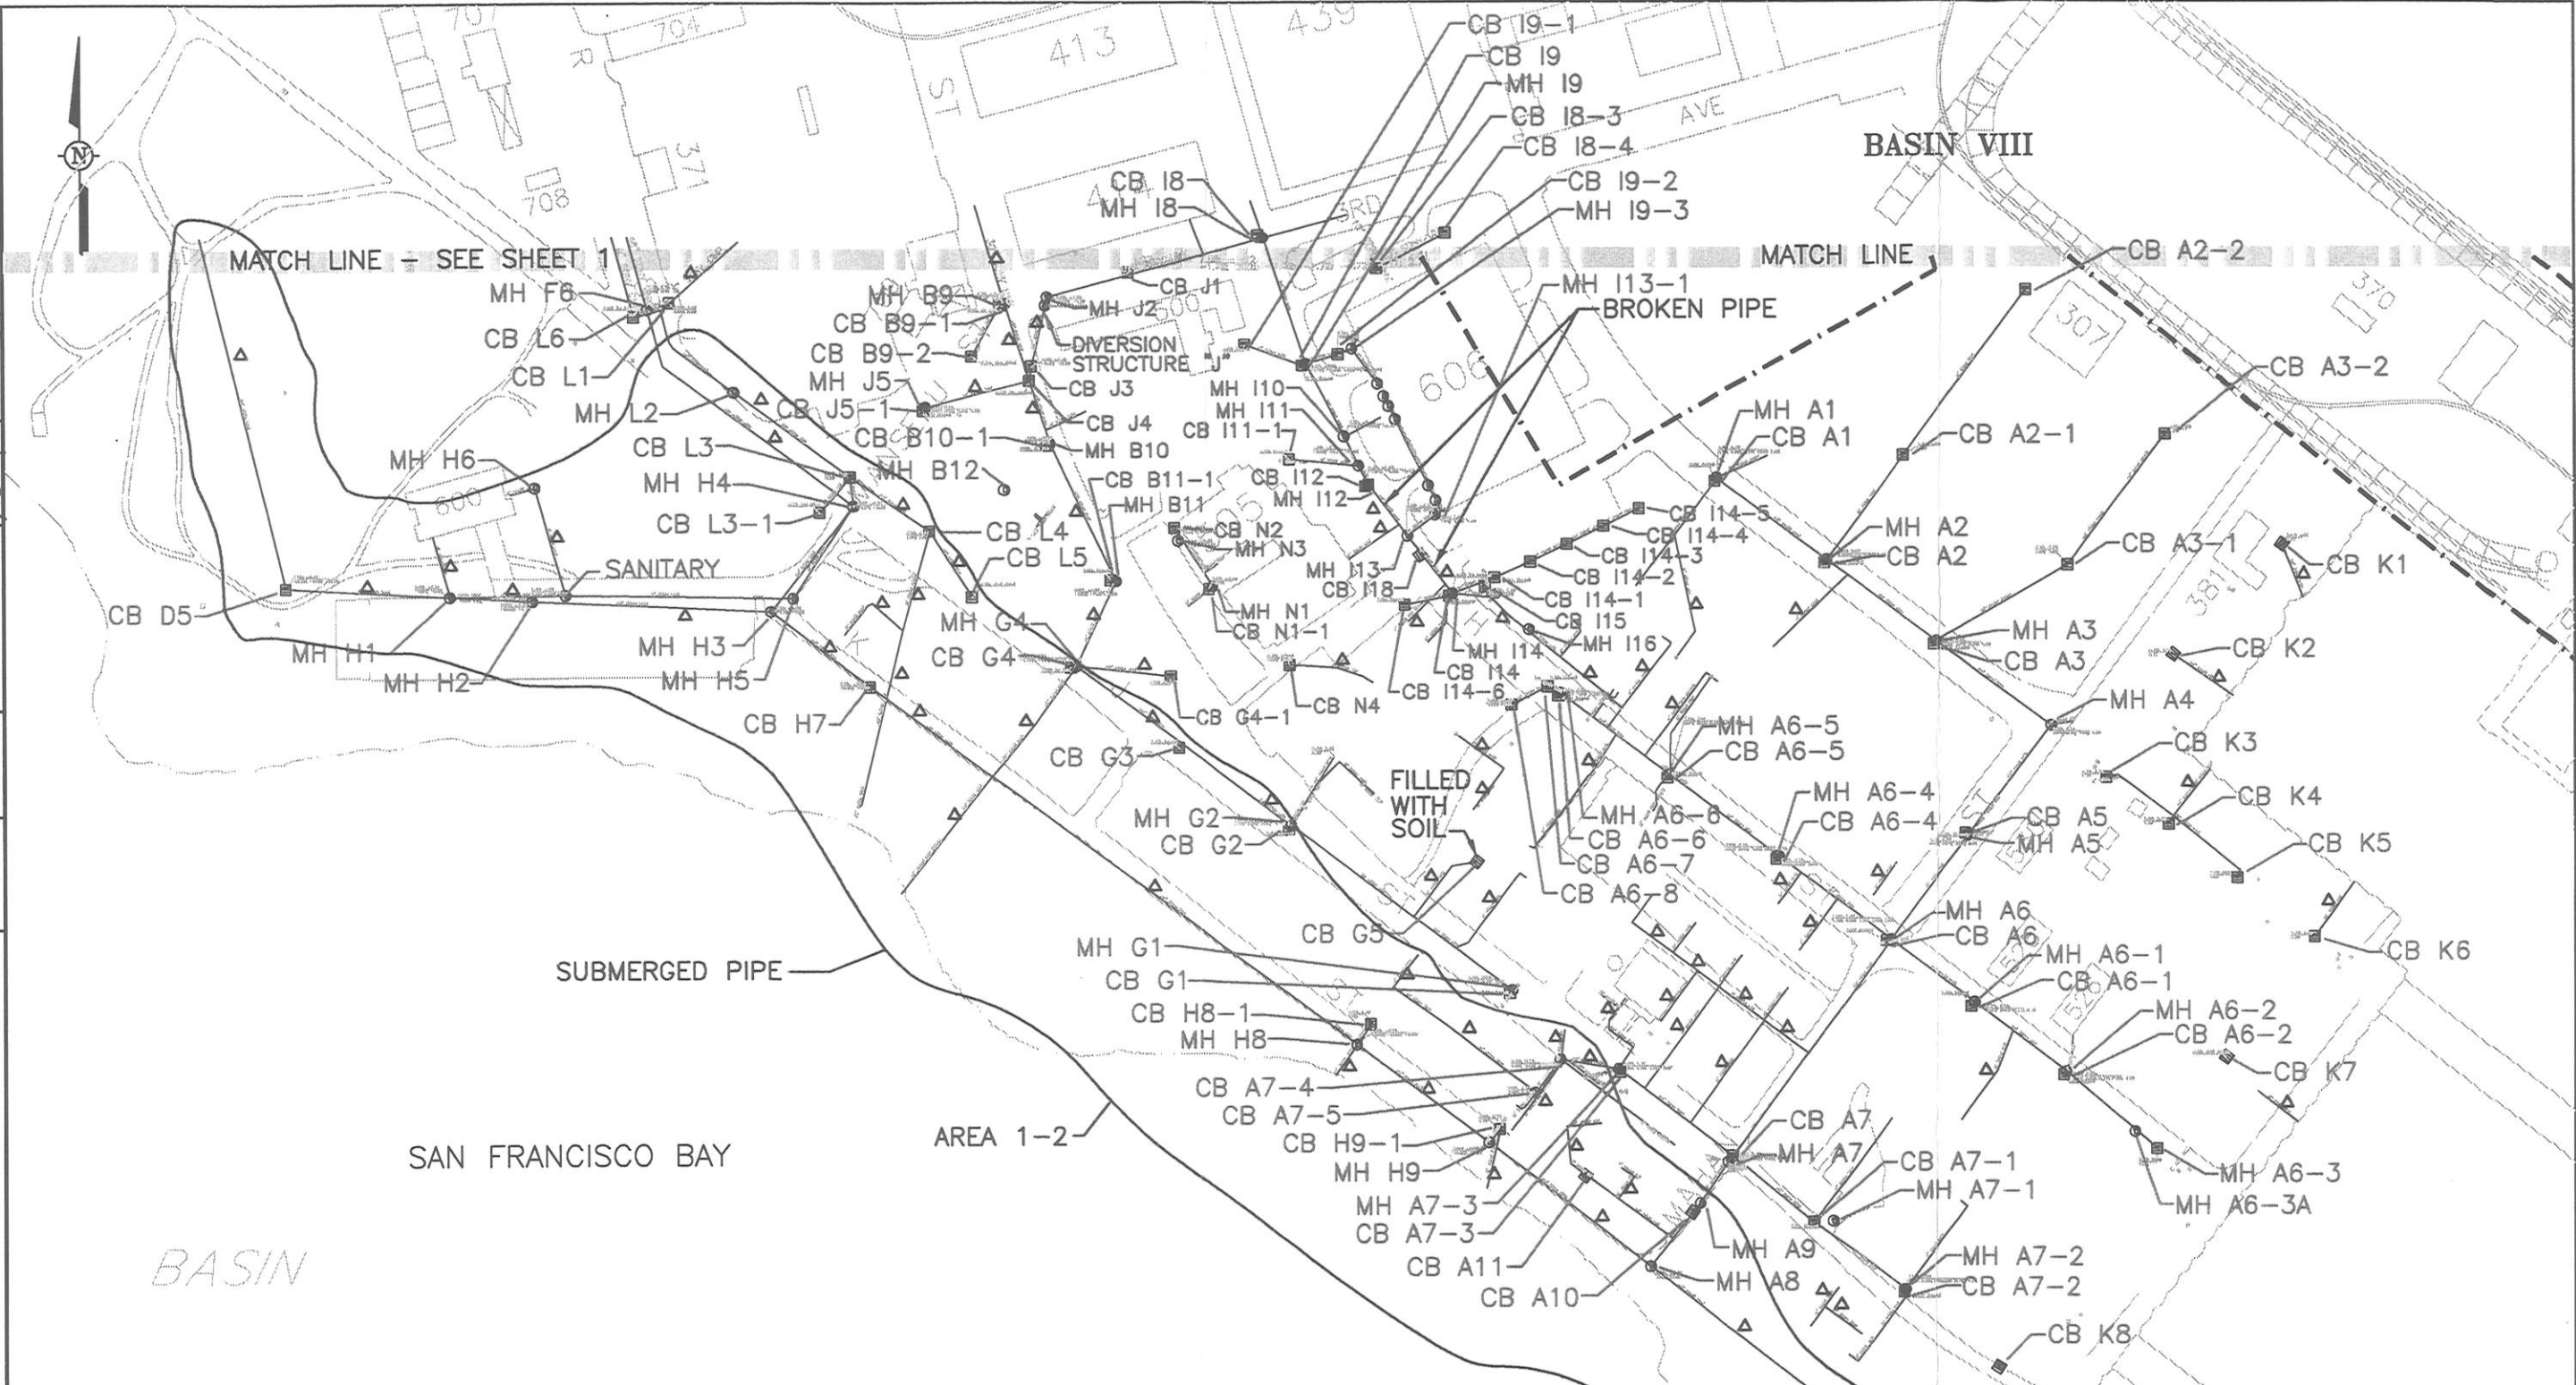 707
704
R
371
708
ST
413
439
414
3RD
AVE
BASIN VIII
N
CB I9-1
CB I9
MH I9
CB I8-3
CB I8-4
CB I8
MH I8
CB I9-2
MH I9-3
MATCH LINE - SEE SHEET 1
MATCH LINE
CB A2-2
307
370
MH F6
CB L6
CB L1
MH L2
CB L3
MH H4
CB L3-1
MH H6
600
SANITARY
CB D5
MH H1
MH H2
MH H3
MH H5
CB H7
MH B9
CB B9-1
CB B9-2
MH J5
CB J5-1
CB B10-1
MH B12
CB J1
MH J2
DIVERSION
STRUCTURE "J"
CB J3
CB J4
MH B10
CB B11-1
MH B11
CB L4
CB L5
MH I13-1
BROKEN PIPE
606
MH I10
MH I11
CB I11-1
CB I12
MH I12
MH I13
CB I18
CB N2
MH N3
MH N1
CB N1-1
CB N4
CB I14-5
CB I14-4
CB I14-3
CB I14-2
CB I14-1
CB I15
MH I16
MH I14
CB I14
CB I14-6
MH A1
CB A1
CB A2-1
CB A3-2
MH A2
CB A2
CB A3-1
MH A3
CB A3
MH A4
381
CB K1
CB K2
CB K3
CB K4
CB K5
CB K6
CB K7
CB K8
MH G4
CB G4
CB G4-1
CB G3
MH G2
CB G2
FILLED
WITH
SOIL
CB G5
MH A6-5
CB A6-5
MH A6-4
CB A6-4
MH A6-6
CB A6-6
CB A6-7
CB A6-8
ST
CB A5
MH A5
MH A6
CB A6
MH A6-1
CB A6-1
526
MH A6-2
CB A6-2
MH A6-3
MH A6-3A
SUBMERGED PIPE
MH G1
CB G1
CB H8-1
MH H8
CB A7-4
CB A7-5
CB H9-1
MH H9
MH A7-3
CB A7-3
CB A11
CB A10
CB A7
MH A7
CB A7-1
MH A7-1
MH A9
MH A8
MH A7-2
CB A7-2
AREA 1-2
SAN FRANCISCO BAY
BASIN